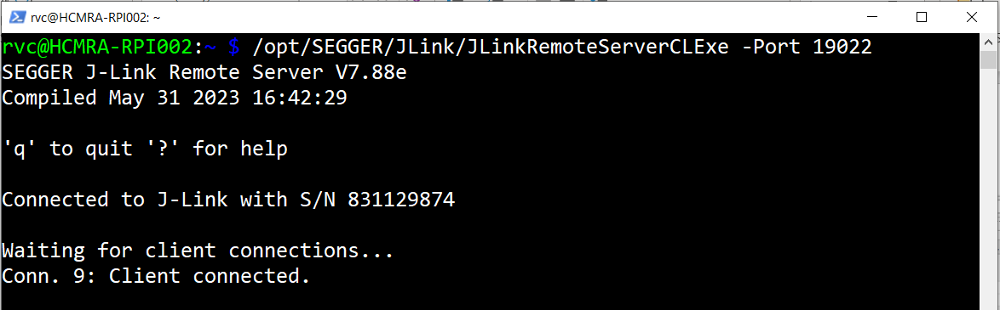 rvc@HCMRA-RPI002: ~
rvc@HCMRA-RPI002:~ $ /opt/SEGGER/JLink/JLinkRemoteServerCLExe -Port 19022
SEGGER J-Link Remote Server V7.88e
Compiled May 31 2023 16:42:29
'q' to quit '?' for help
Connected to J-Link with S/N 831129874
Waiting for client connections...
Conn. 9: Client connected.